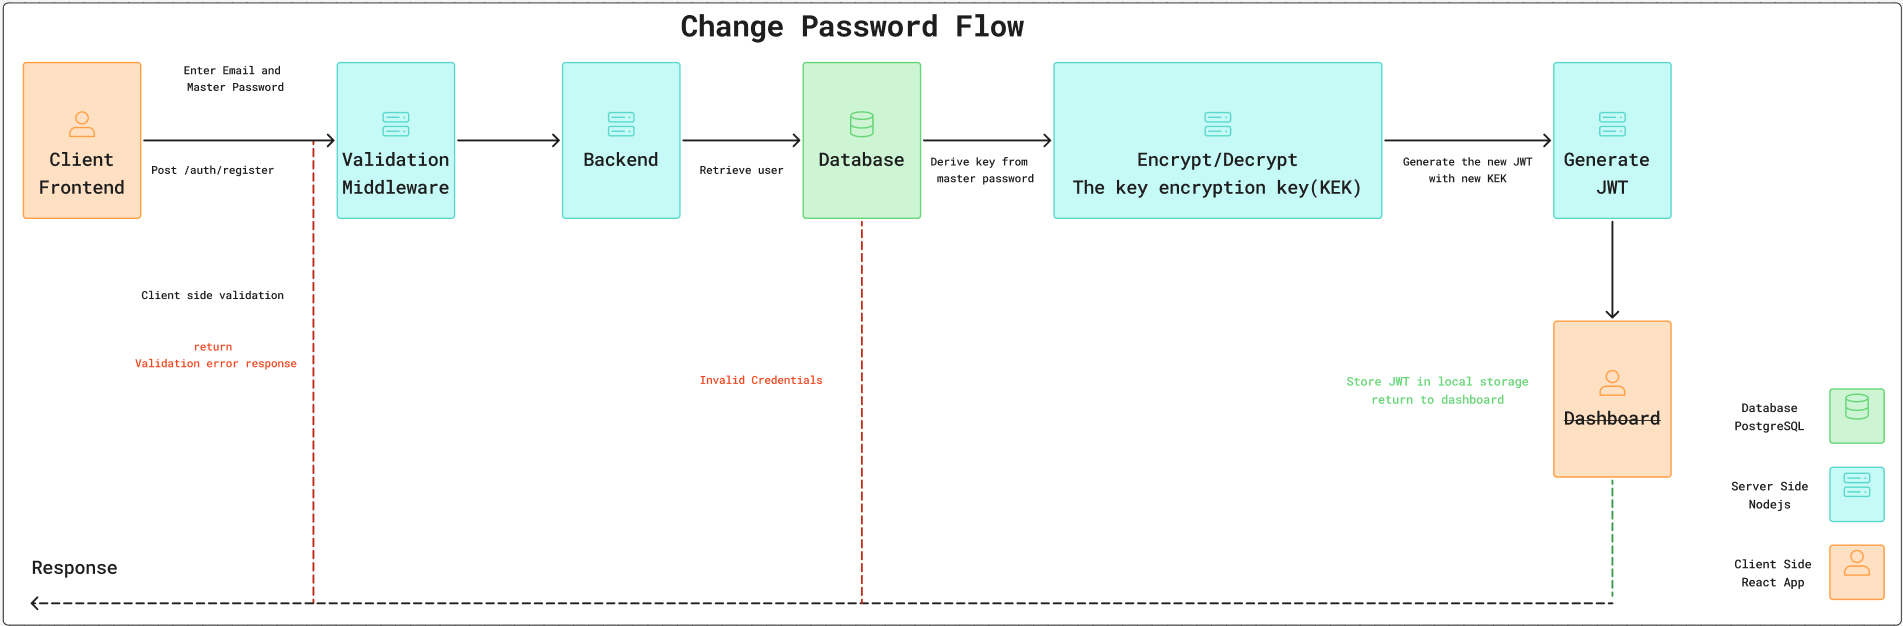 Change Password Flow
Enter Email and
Master Password
Client
Frontend
Post /auth/register
Validation
Middleware
Backend
Retrieve user
Database
Derive key from
master password
Encrypt/Decrypt
The key encryption key(KEK)
Generate the new JWT
with new KEK
Generate
JWT
Client side validation
return
Validation error response
Invalid Credentials
Store JWT in local storage
return to dashboard
Dashboard
Database
PostgreSQL
Server Side
Nodejs
Client Side
React App
Response